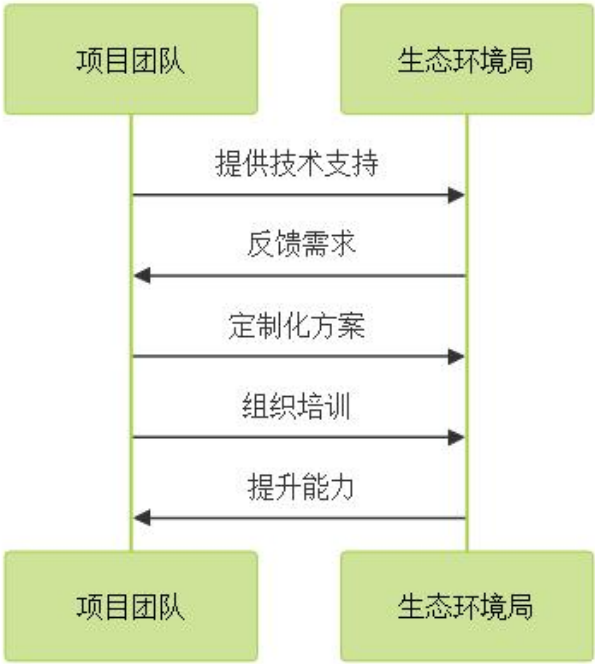 项目团队
生态环境局
提供技术支持
反馈需求
定制化方案
组织培训
提升能力
项目团队
生态环境局